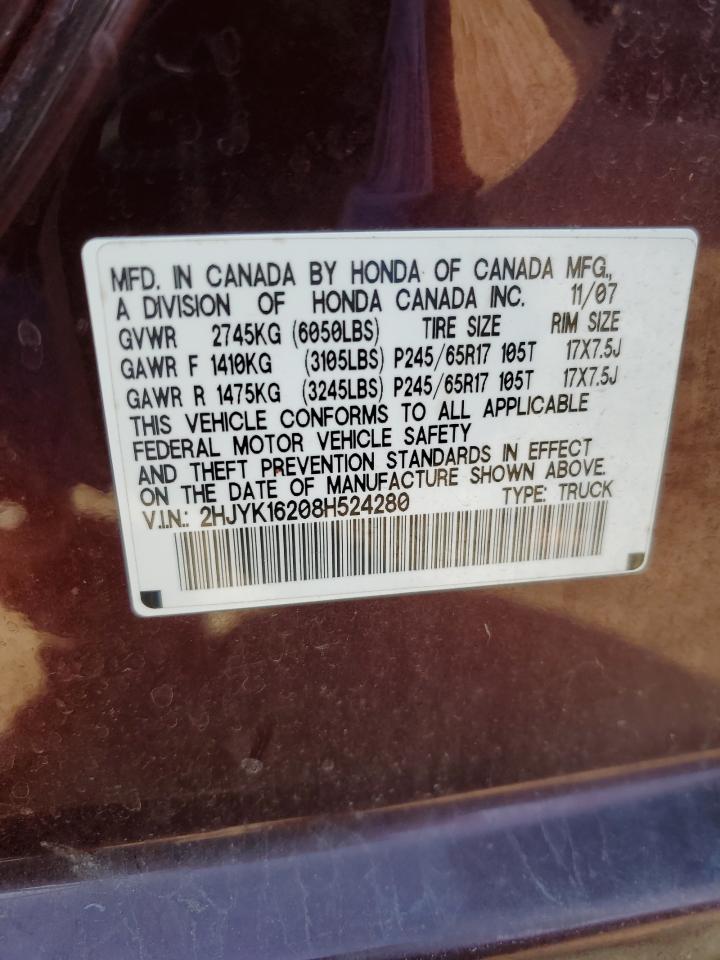 MFD. IN CANADA BY HONDA OF CANADA MFG.,
A DIVISION OF HONDA CANADA INC. 11/07
GVWR 2745KG (6050LBS) TIRE SIZE RIM SIZE
GAWR F 1410KG (3105LBS) P245/65R17 105T 17X7.5J
GAWR R 1475KG (3245LBS) P245/65R17 105T 17X7.5J
THIS VEHICLE CONFORMS TO ALL APPLICABLE
FEDERAL MOTOR VEHICLE SAFETY
AND THEFT PREVENTION STANDARDS IN EFFECT
ON THE DATE OF MANUFACTURE SHOWN ABOVE.
V.I.N.: 2HJYK16208H524280 TYPE: TRUCK